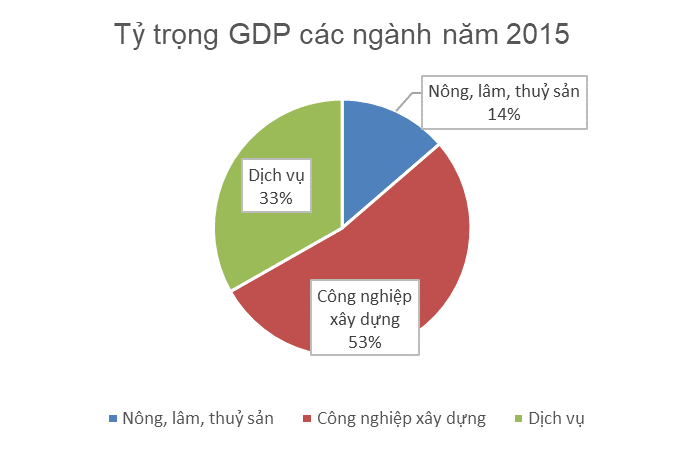 Tỷ trọng GDP các ngành năm 2015
Nông, lâm, thuỷ sản
14%
Dịch vụ
33%
Công nghiệp
xây dựng
53%
Nông, lâm, thuỷ sản
Công nghiệp xây dựng
Dịch vụ